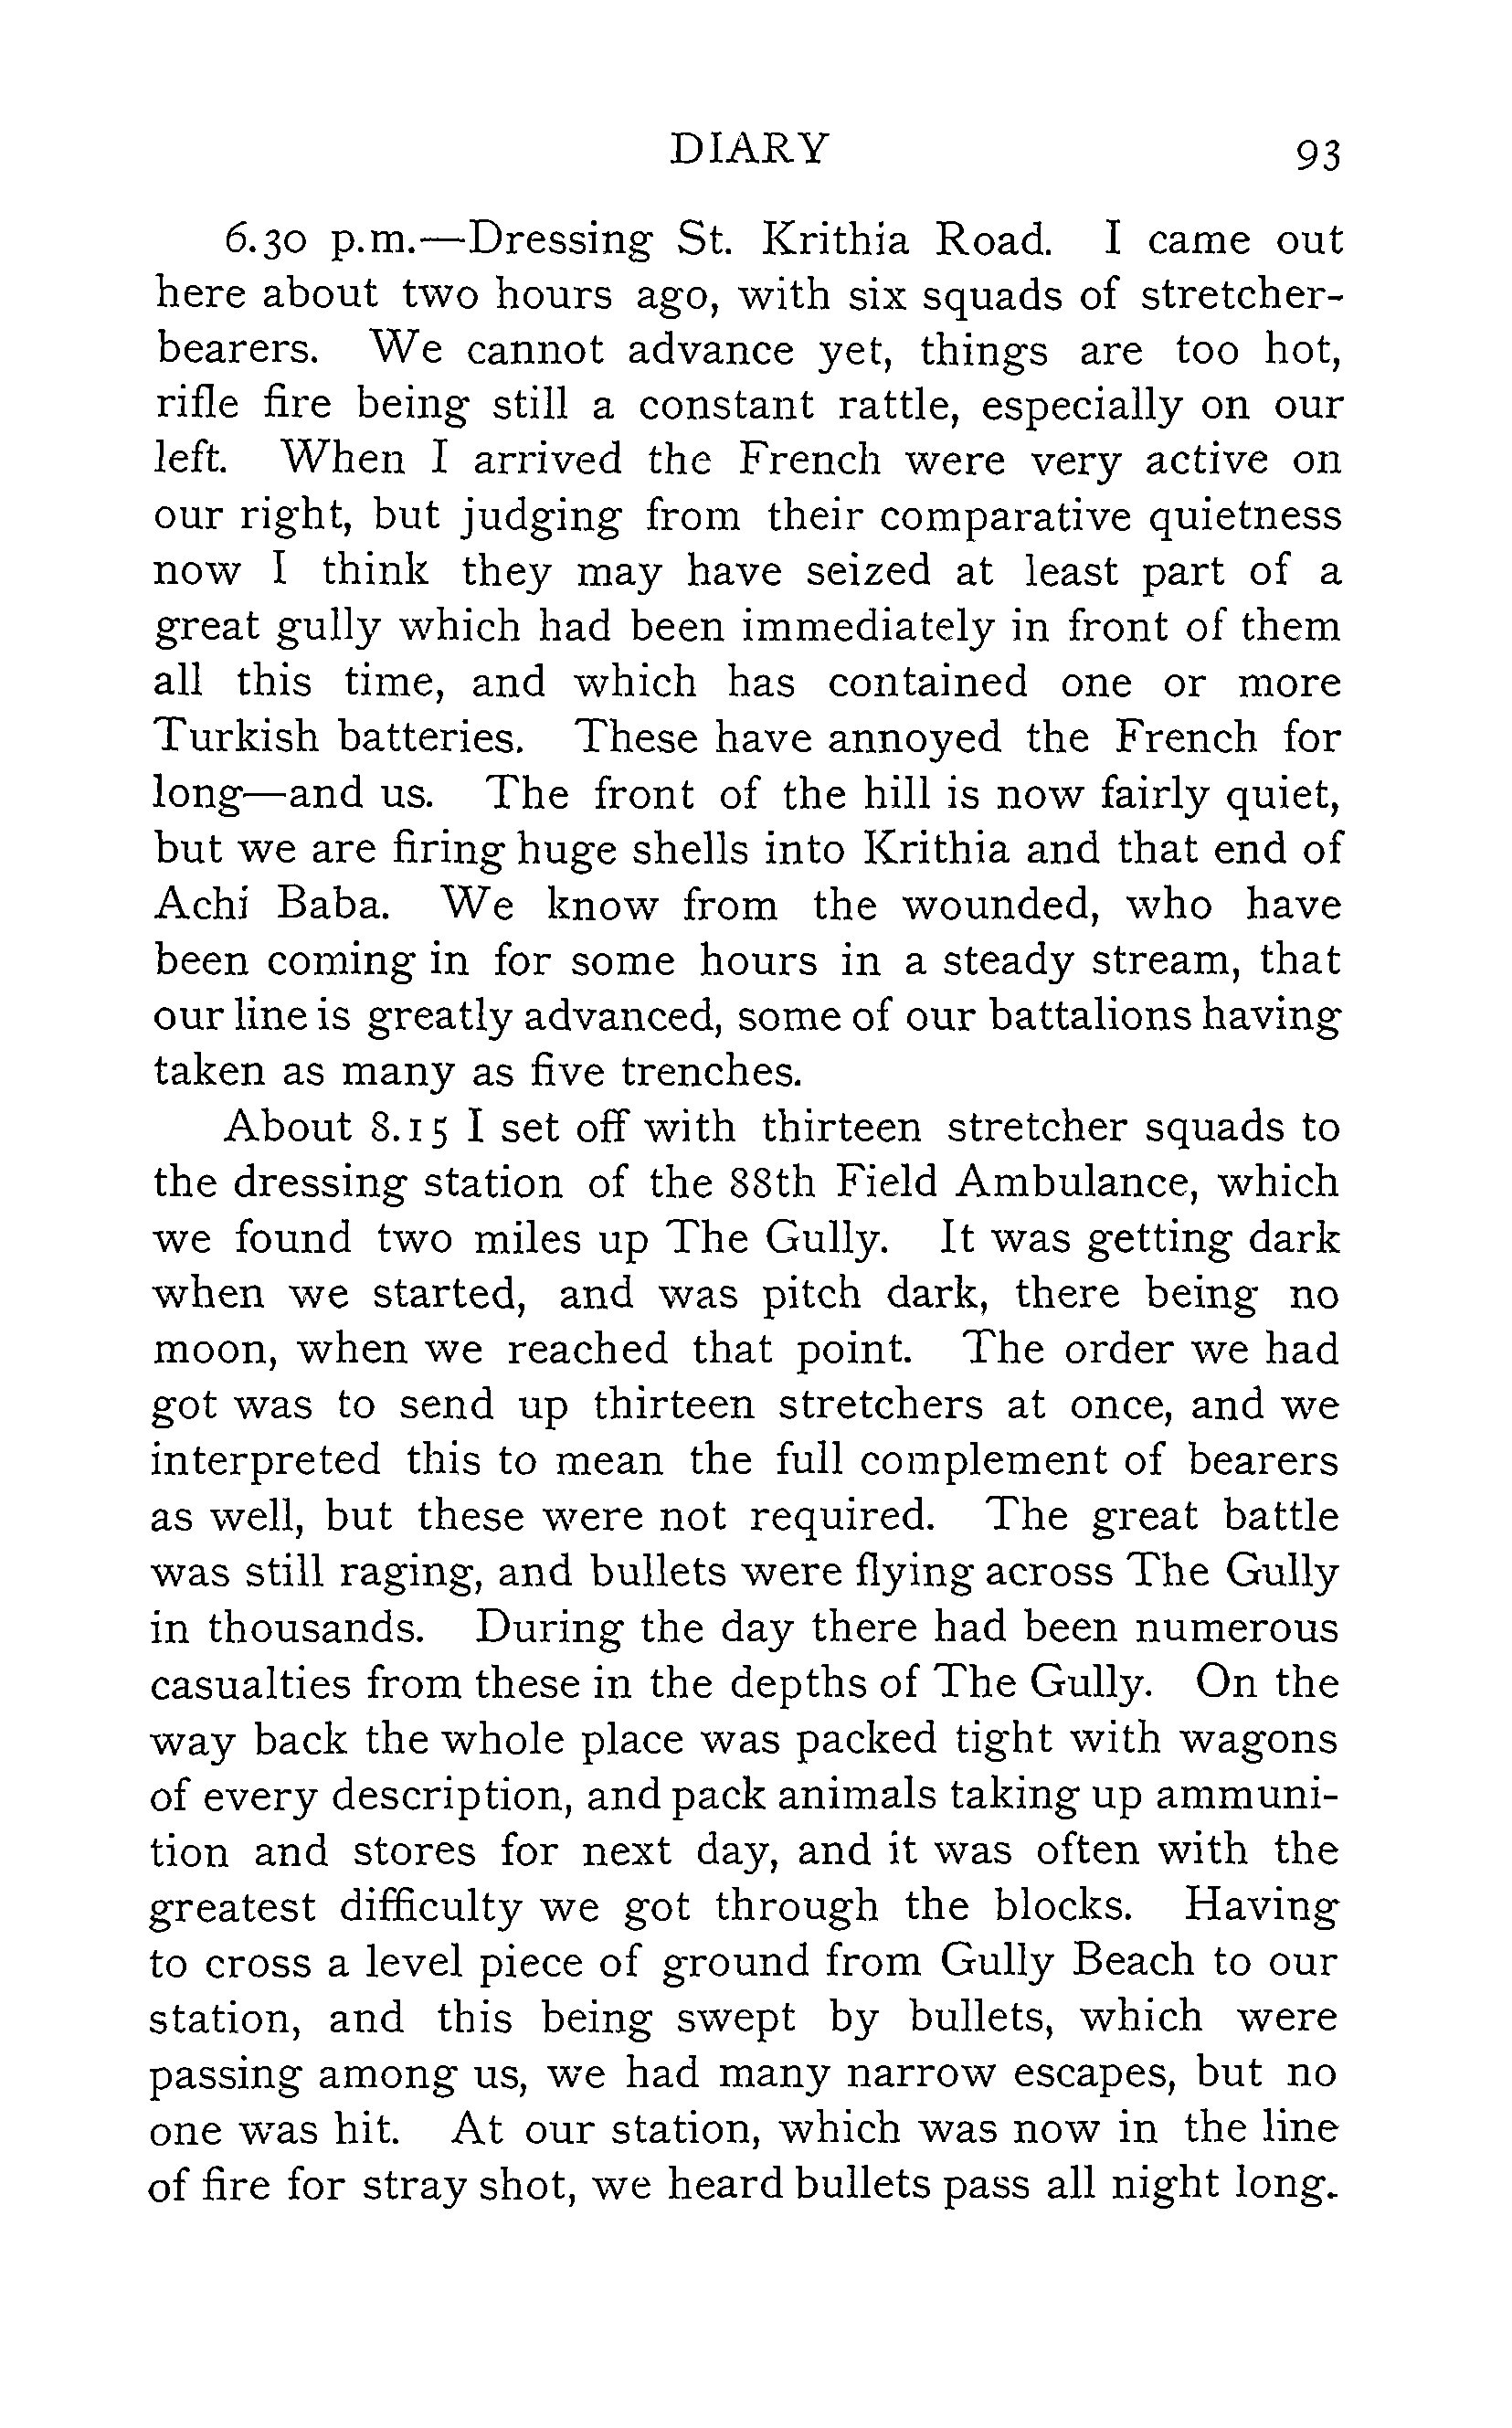 DIARY 93
6.30 p.m.—Dressing St. Krithia Road. I came out
here about two hours ago, with six squads of stretcher-
bearers. We cannot advance yet, things are too hot,
rifle fire being still a constant rattle, especially on our
left. When I arrived the French were very active on
our right, but judging from their comparative quietness
now I think they may have seized at least part of a
great gully which had been immediately in front of them
all this time, and which has contained one or more
Turkish batteries. These have annoyed the French for
long—and us. The front of the hill is now fairly quiet,
but we are firing huge shells into Krithia and that end of
Achi Baba. We know from the wounded, who have
been coming in for some hours in a steady stream, that
our line is greatly advanced, some of our battalions having
taken as many as five trenches.
About 8.15 I set off with thirteen stretcher squads to
the dressing station of the 88th Field Ambulance, which
we found two miles up The Gully. It was getting dark
when we started, and was pitch dark, there being no
moon, when we reached that point. The order we had
got was to send up thirteen stretchers at once, and we
interpreted this to mean the full complement of bearers
as well, but these were not required. The great battle
was still raging, and bullets were flying across The Gully
in thousands. During the day there had been numerous
casualties from these in the depths of The Gully. On the
way back the whole place was packed tight with wagons
of every description, and pack animals taking up ammuni-
tion and stores for next day, and it was often with the
greatest difficulty we got through the blocks. Having
to cross a level piece of ground from Gully Beach to our
station, and this being swept by bullets, which were
passing among us, we had many narrow escapes, but no
one was hit. At our station, which was now in the line
of fire for stray shot, we heard bullets pass all night long.